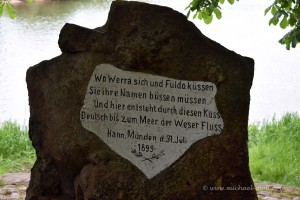 Wo Werra sich und Fulda küssen
Sie ihre Namen büssen müssen
Und hier entsteht durch diesen Kuss
Deutsch bis zum Meer der Weser Fluss
Hann. Münden d. 31. Juli
1899